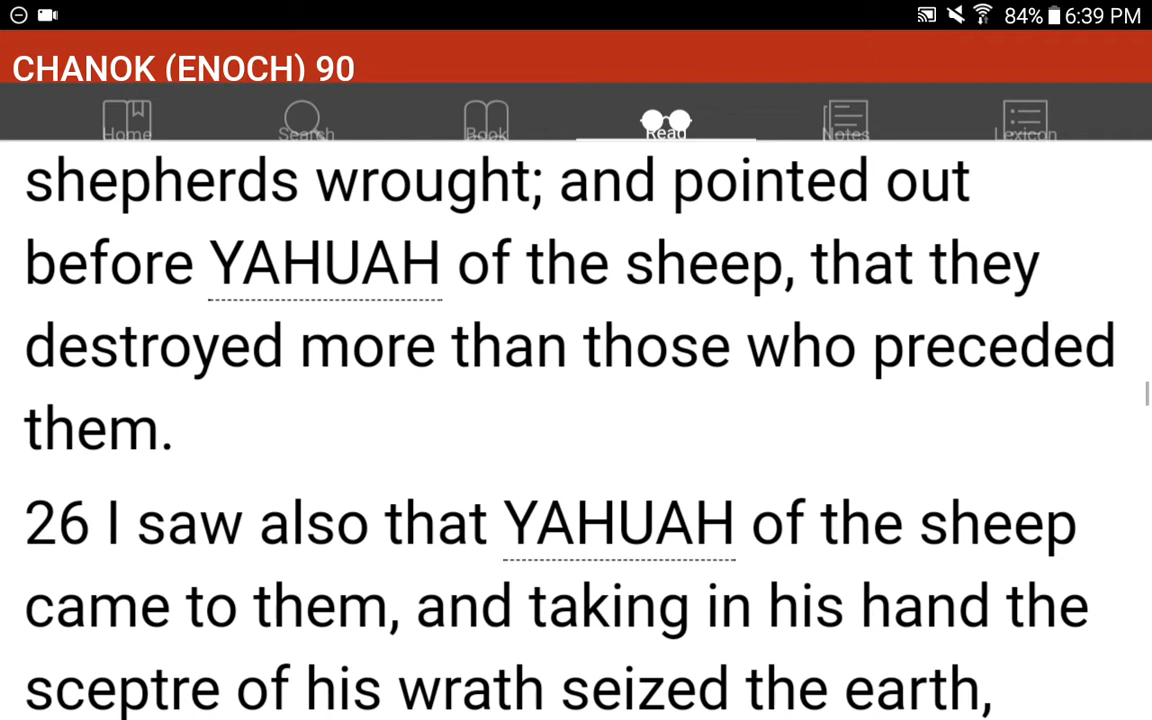 84% 6:39 PM
CHANOK (ENOCH) 90
Home Search Book Read Notes Lexicon
shepherds wrought; and pointed out
before YAHUAH of the sheep, that they
destroyed more than those who preceded
them.
26 I saw also that YAHUAH of the sheep
came to them, and taking in his hand the
sceptre of his wrath seized the earth,